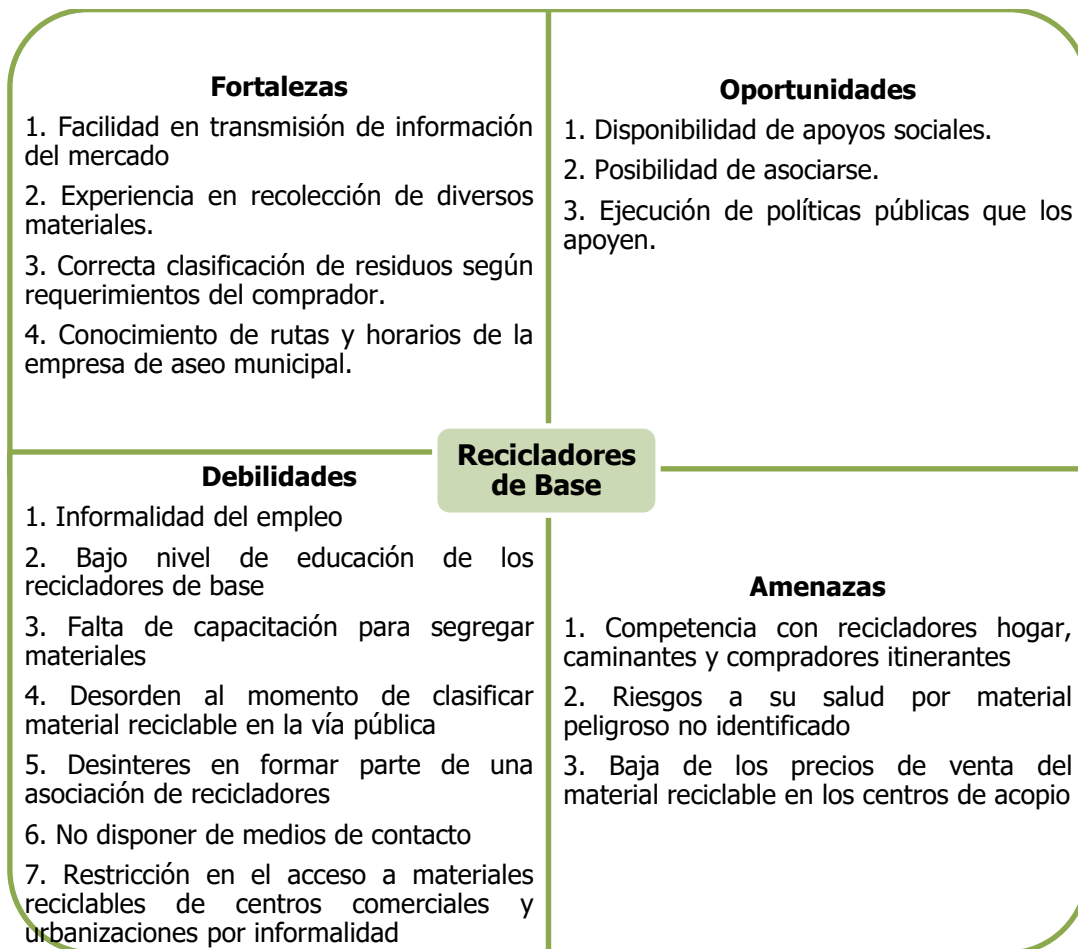 Fortalezas
1. Facilidad en transmisión de información
del mercado
2. Experiencia en recolección de diversos
materiales.
3. Correcta clasificación de residuos según
requerimientos del comprador.
4. Conocimiento de rutas y horarios de la
empresa de aseo municipal.
Oportunidades
1. Disponibilidad de apoyos sociales.
2. Posibilidad de asociarse.
3. Ejecución de políticas públicas que los
apoyen.
Recicladores
de Base
Debilidades
1. Informalidad del empleo
2. Bajo nivel de educación de los
recicladores de base
3. Falta de capacitación para segregar
materiales
4. Desorden al momento de clasificar
material reciclable en la vía pública
5. Desinteres en formar parte de una
asociación de recicladores
6. No disponer de medios de contacto
7. Restricción en el acceso a materiales
reciclables de centros comerciales y
urbanizaciones por informalidad
Amenazas
1. Competencia con recicladores hogar,
caminantes y compradores itinerantes
2. Riesgos a su salud por material
peligroso no identificado
3. Baja de los precios de venta del
material reciclable en los centros de acopio